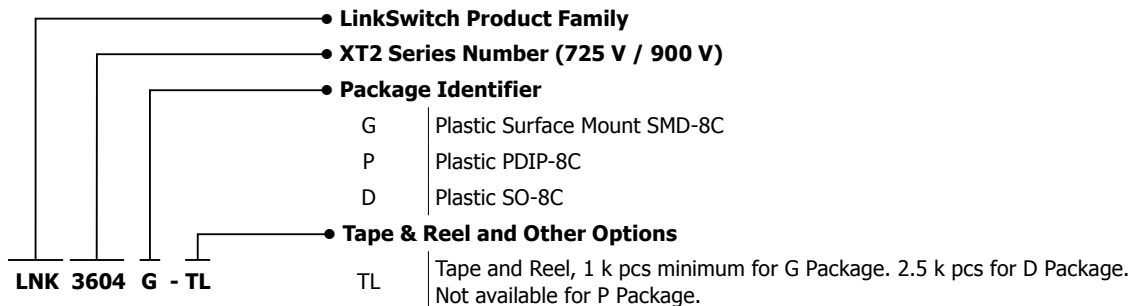 LinkSwitch Product Family
XT2 Series Number (725 V / 900 V)
Package Identifier
G Plastic Surface Mount SMD-8C
P Plastic PDIP-8C
D Plastic SO-8C
Tape & Reel and Other Options
TL Tape and Reel, 1 k pcs minimum for G Package. 2.5 k pcs for D Package.
Not available for P Package.
LNK 3604 G - TL